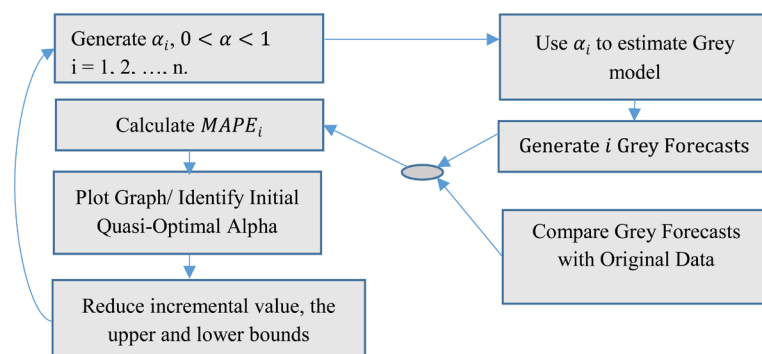 Generate αᵢ, 0 < α < 1
i = 1, 2, …, n.
Use αᵢ to estimate Grey
model
Calculate MAPEᵢ
Generate i Grey Forecasts
Plot Graph/ Identify Initial
Quasi-Optimal Alpha
Compare Grey Forecasts
with Original Data
Reduce incremental value, the
upper and lower bounds